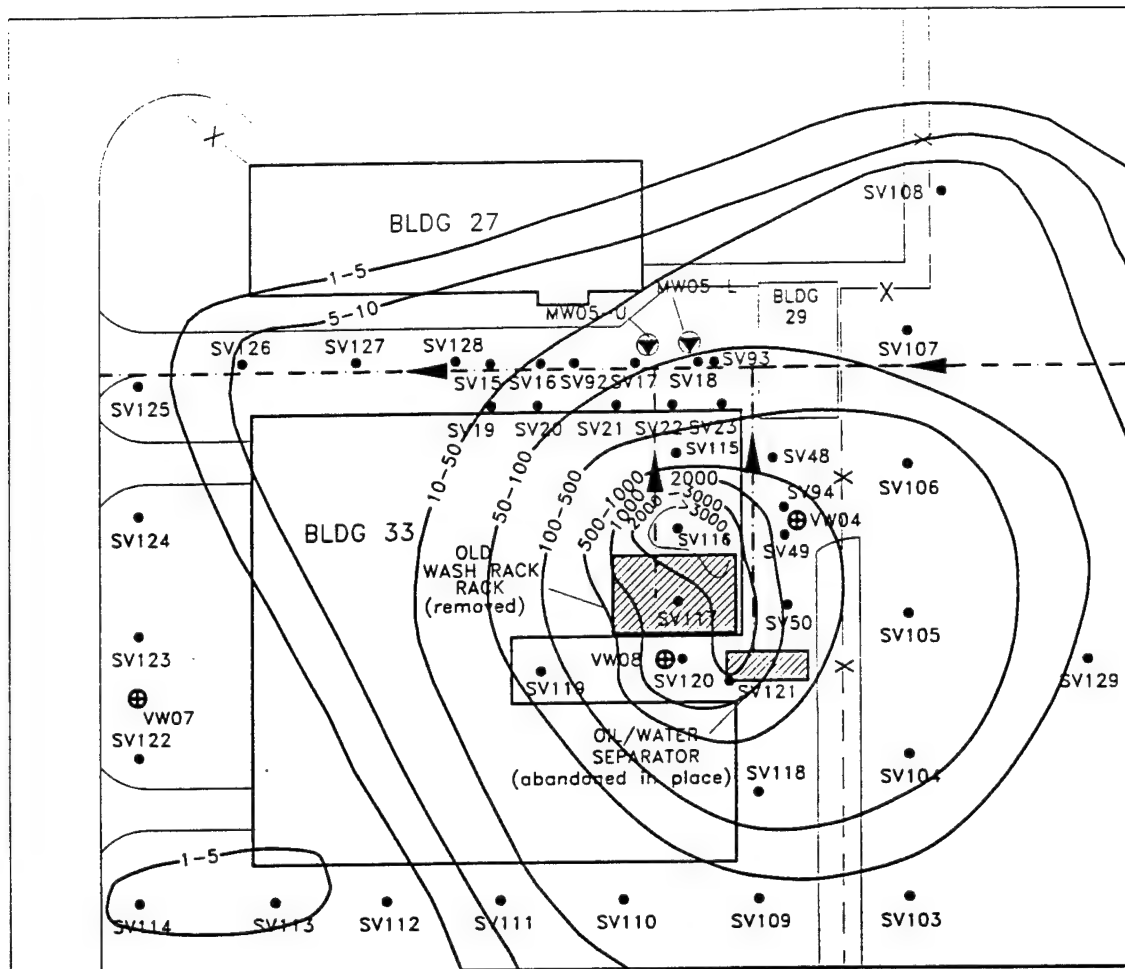 SV108
BLDG 27
1-5
MW05-L
5-10
MW05-U
BLDG
29
SV126
SV127
SV128
SV15
SV16
SV92
SV17
SV18
SV93
SV107
SV125
SV19
SV20
SV21
SV22
SV23
SV115
SV48
SV106
10-50
50-100
100-500
500-1000
1000
2000
2000-3000
>3000
SV94
VW04
SV124
BLDG 33
SV116
SV49
OLD
WASH RACK
RACK
(removed)
SV117
SV50
SV105
SV123
VW08
SV120
SV119
SV121
SV129
VW07
SV122
OIL/WATER
SEPARATOR
(abandoned in place)
SV118
SV104
1-5
SV114
SV113
SV112
SV111
SV110
SV109
SV103